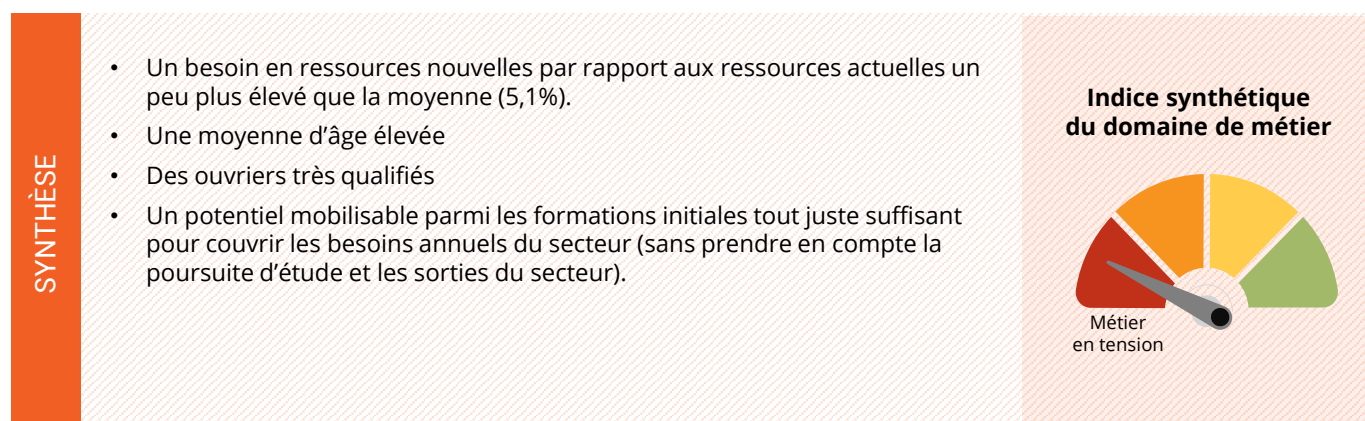 SYNTHÈSE
• Un besoin en ressources nouvelles par rapport aux ressources actuelles un
peu plus élevé que la moyenne (5,1%).
• Une moyenne d’âge élevée
• Des ouvriers très qualifiés
• Un potentiel mobilisable parmi les formations initiales tout juste suffisant
pour couvrir les besoins annuels du secteur (sans prendre en compte la
poursuite d’étude et les sorties du secteur).
Indice synthétique
du domaine de métier
Métier
en tension